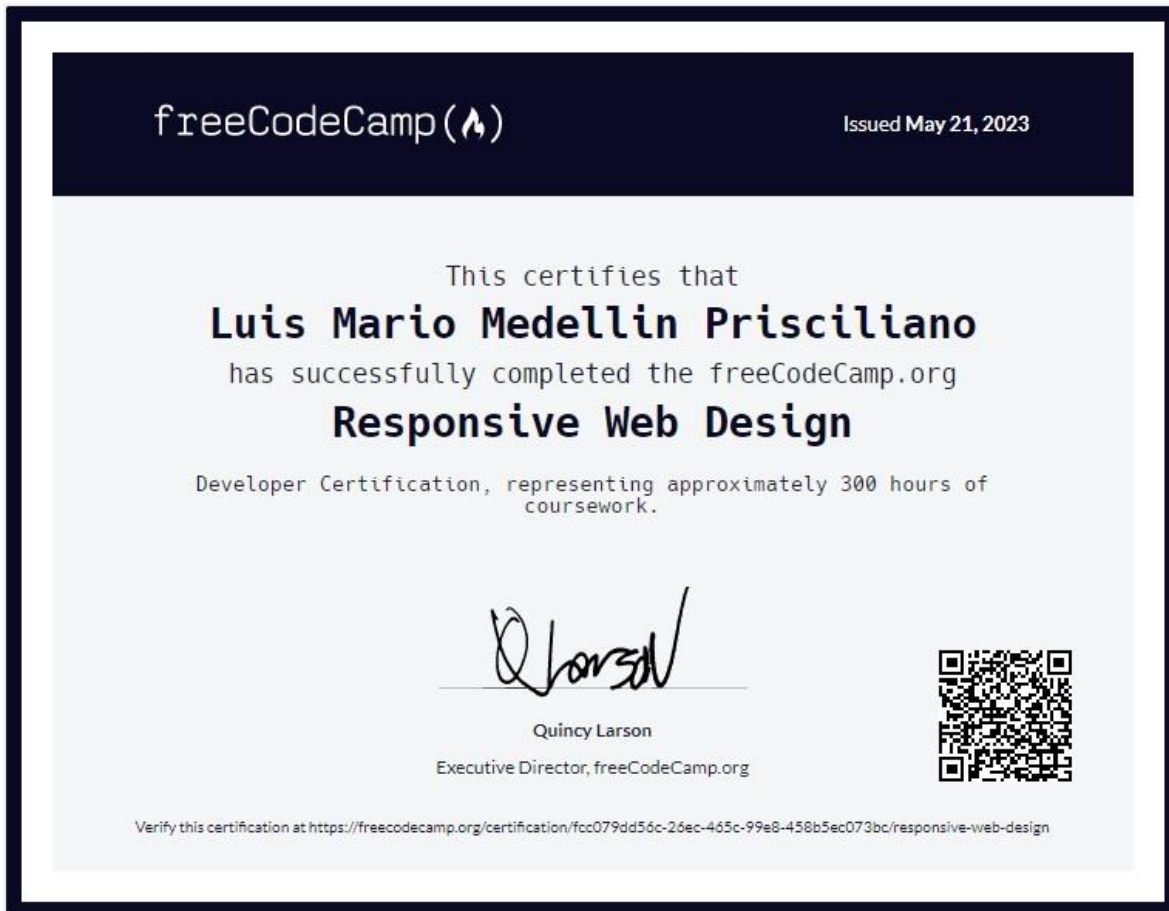 freeCodeCamp()
Issued May 21, 2023
This certifies that
Luis Mario Medellin Prisciliano
has successfully completed the freeCodeCamp.org
Responsive Web Design
Developer Certification, representing approximately 300 hours of
coursework.
Q Larson
Quincy Larson
Executive Director, freeCodeCamp.org
Verify this certification at https://freecodecamp.org/certification/fcc079dd56c-26ec-465c-99e8-458b5ec073bc/responsive-web-design